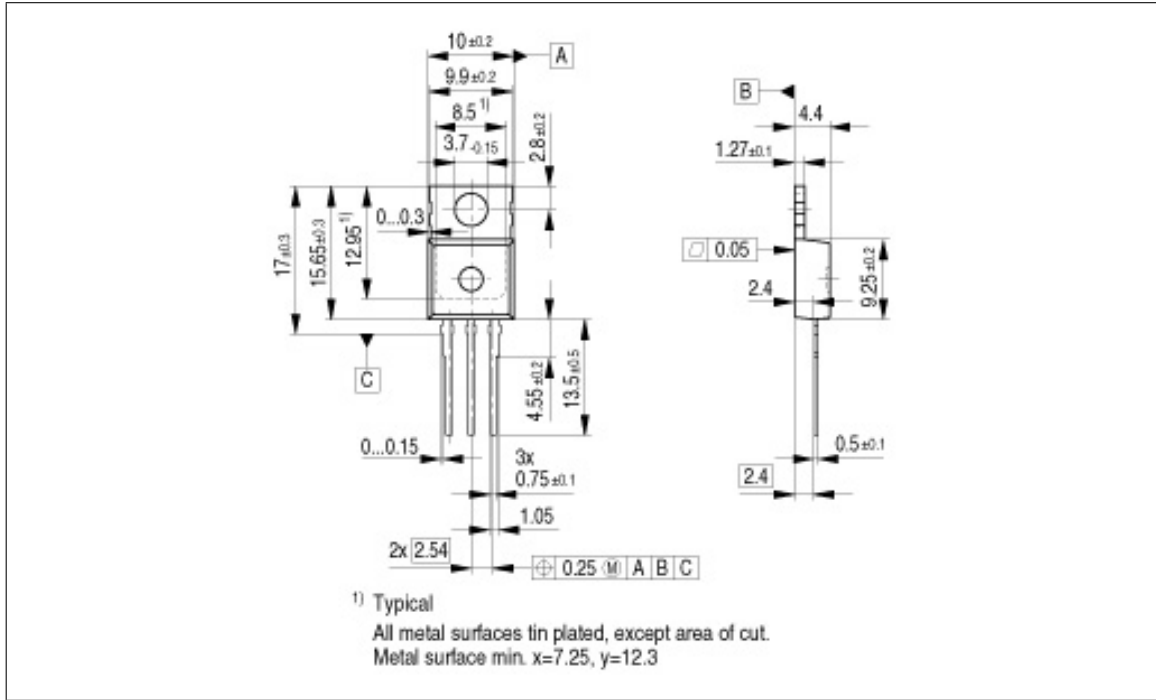 10±0.2
A
9.9±0.2
8.5 1)
3.7 -0.15
2.8±0.2
B
4.4
1.27±0.1
17±0.3
15.65±0.3
12.95 1)
0...0.3
0.05
2.4
9.25±0.2
C
4.55±0.2
13.5±0.5
0...0.15
3x
0.75±0.1
0.5±0.1
2.4
1.05
2x 2.54
⌖ 0.25 Ⓜ A B C
1) Typical
All metal surfaces tin plated, except area of cut.
Metal surface min. x=7.25, y=12.3